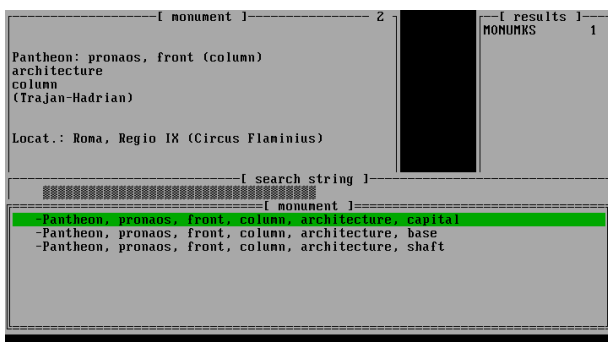 [ monument ] 2
[ results ]
MONUMKS 1
Pantheon: pronaos, front (column)
architecture
column
(Trajan-Hadrian)
Locat.: Roma, Regio IX (Circus Flaminius)
[ search string ]
[ monument ]
-Pantheon, pronaos, front, column, architecture, capital
-Pantheon, pronaos, front, column, architecture, base
-Pantheon, pronaos, front, column, architecture, shaft